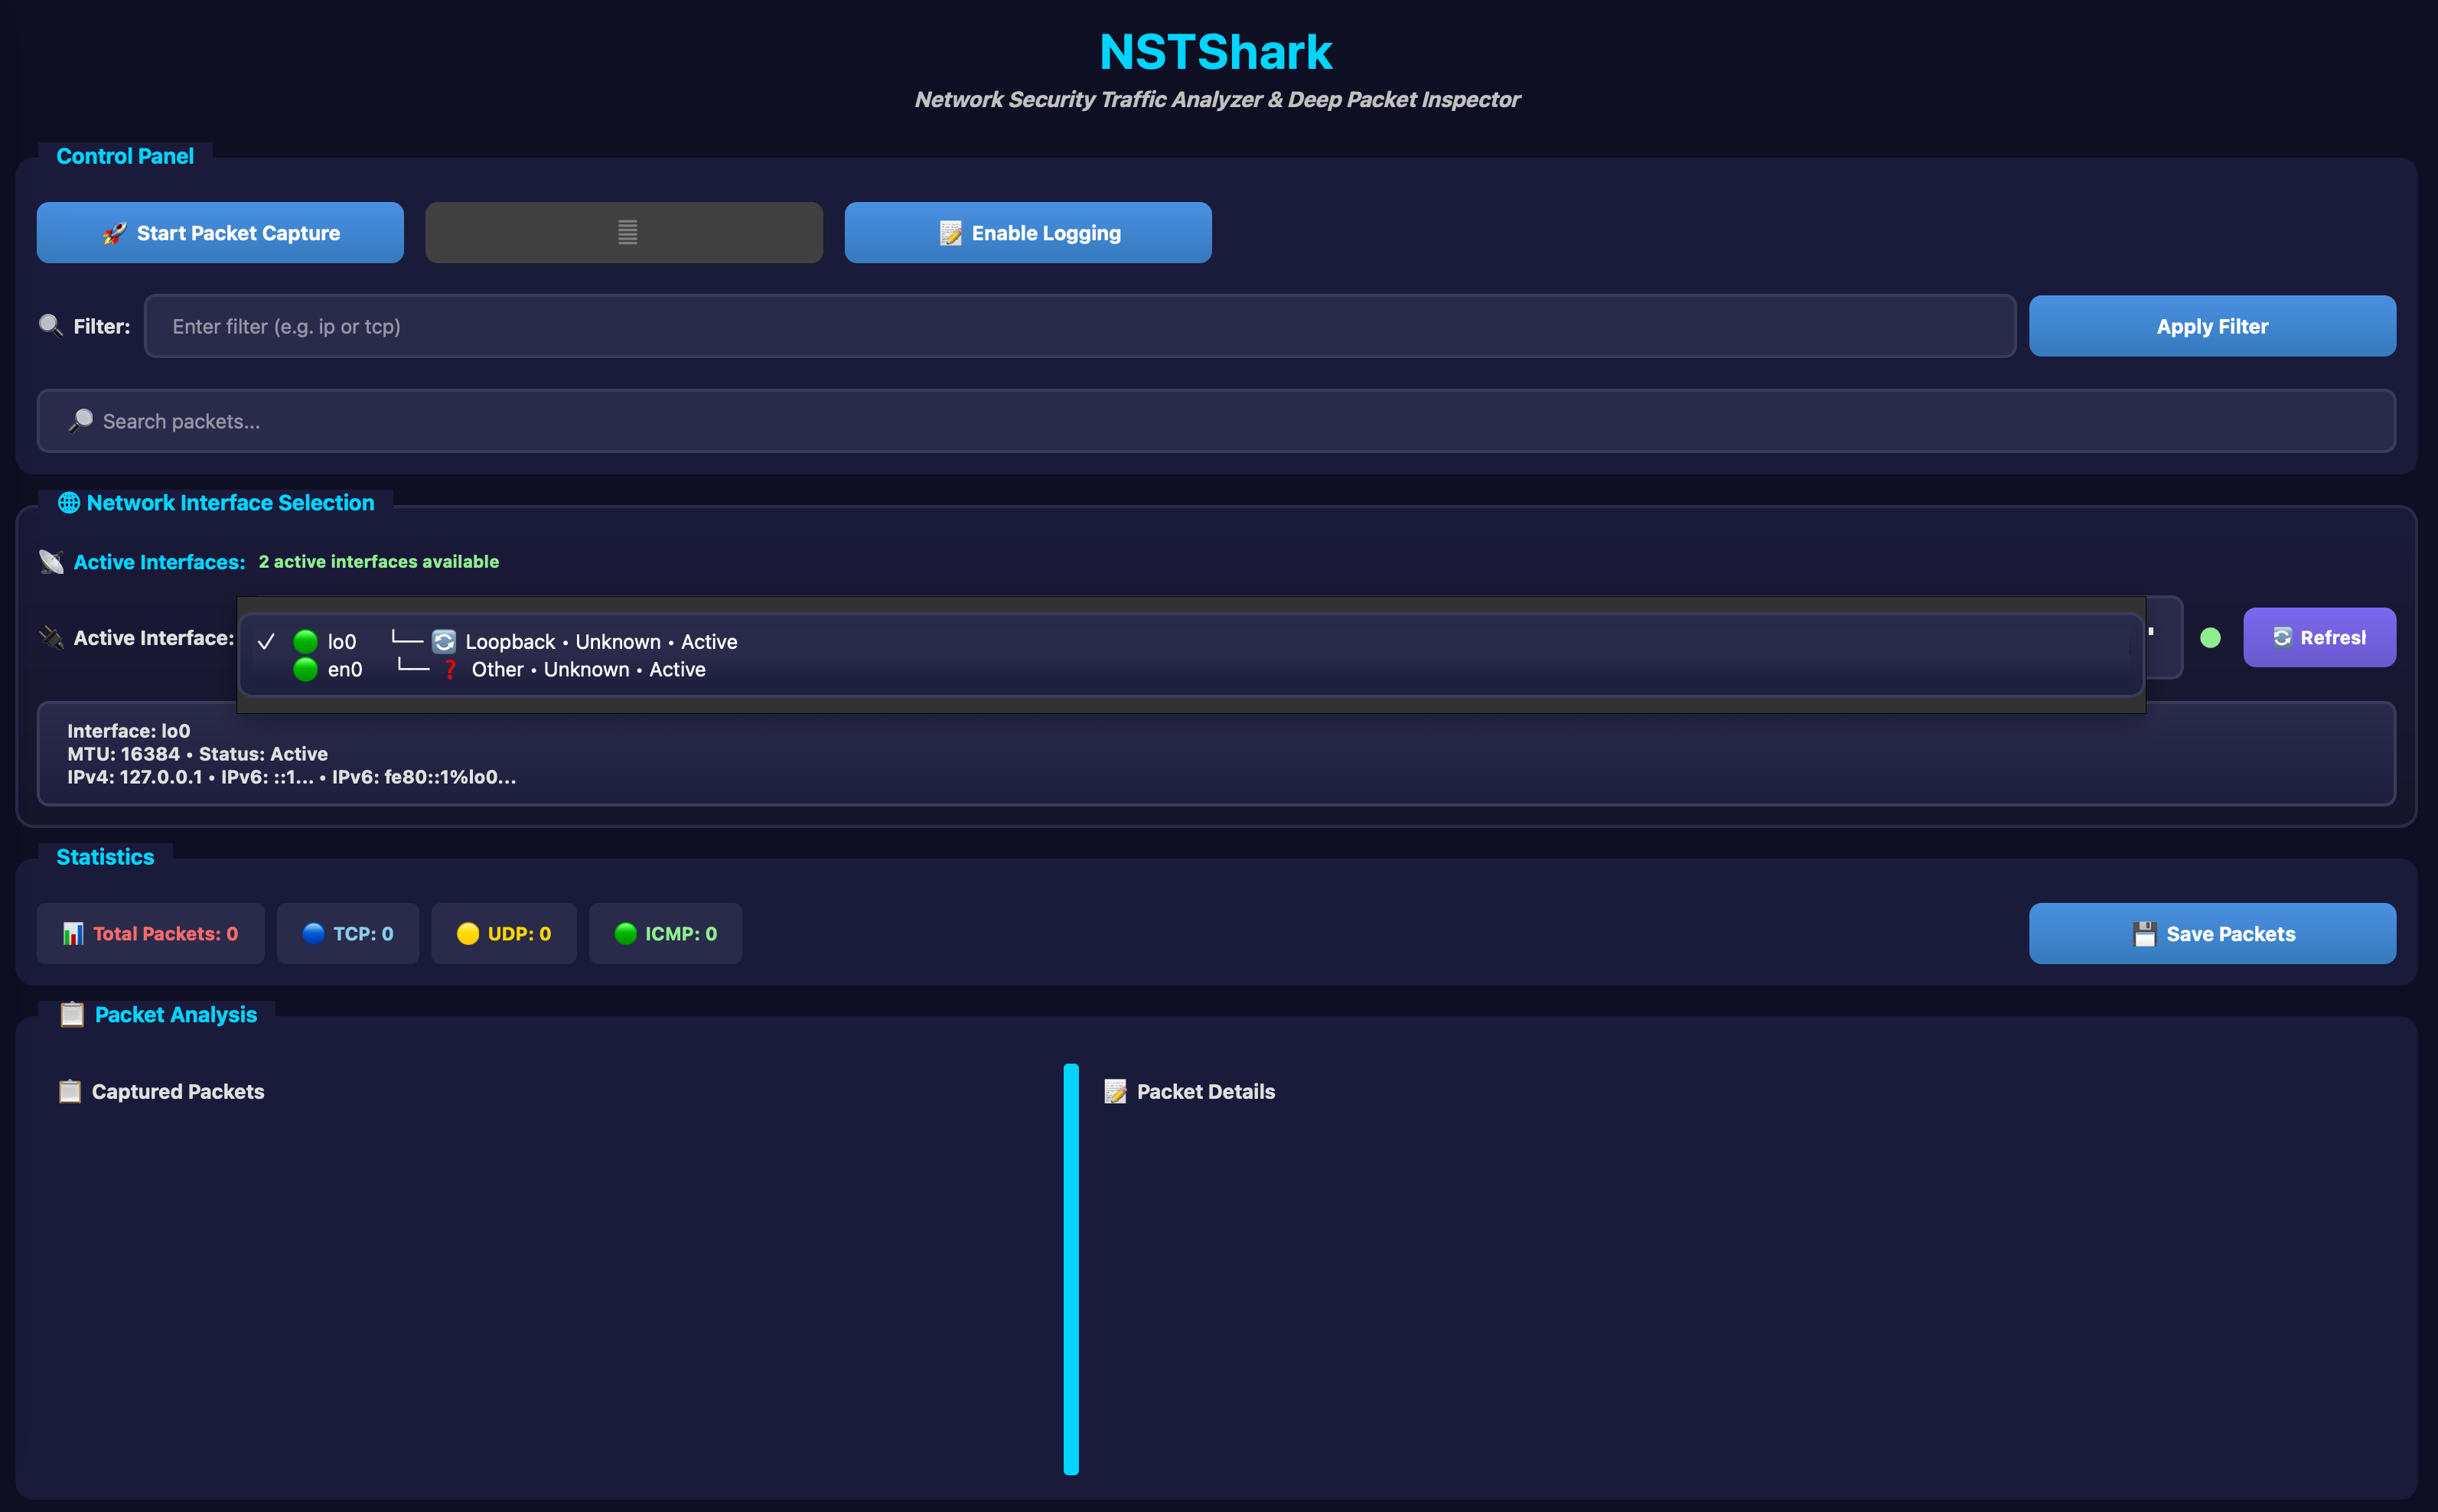 NSTShark
Network Security Traffic Analyzer & Deep Packet Inspector
Control Panel
🚀 Start Packet Capture
📝 Enable Logging
🔍 Filter:
Enter filter (e.g. ip or tcp)
Apply Filter
🔎 Search packets...
🌐 Network Interface Selection
📡 Active Interfaces: 2 active interfaces available
🔌 Active Interface:
✓ 🟢 lo0 └── 🔄 Loopback • Unknown • Active
🟢 en0 └── ❓ Other • Unknown • Active
🔄 Refresh
Interface: lo0
MTU: 16384 • Status: Active
IPv4: 127.0.0.1 • IPv6: ::1... • IPv6: fe80::1%lo0...
Statistics
📊 Total Packets: 0
🔵 TCP: 0
🟡 UDP: 0
🟢 ICMP: 0
💾 Save Packets
📋 Packet Analysis
📋 Captured Packets
📝 Packet Details